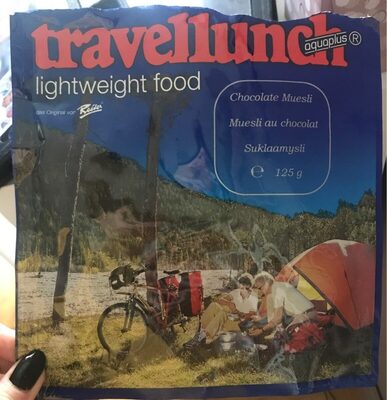 travellunch
aquaplus ®
lightweight food
das Original von Reiter
Chocolate Muesli
Muesli au chocolat
Suklaamysli
℮ 125 g